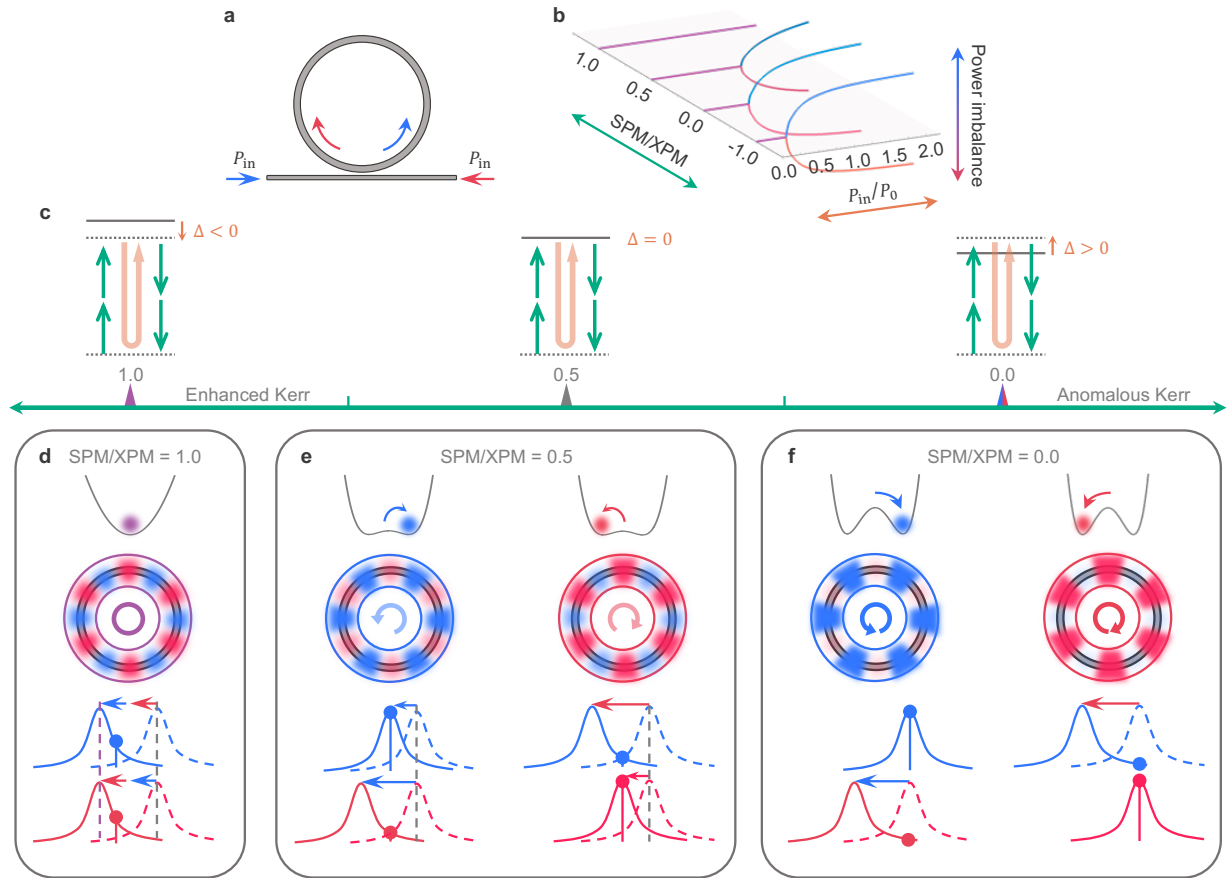 a
P_in
P_in
b
1.0
0.5
0.0
-1.0
SPM/XPM
0.0
0.5
1.0
1.5
2.0
P_in/P_0
Power imbalance
c
Δ < 0
Δ = 0
Δ > 0
1.0
0.5
0.0
Enhanced Kerr
Anomalous Kerr
d SPM/XPM = 1.0
e SPM/XPM = 0.5
f SPM/XPM = 0.0